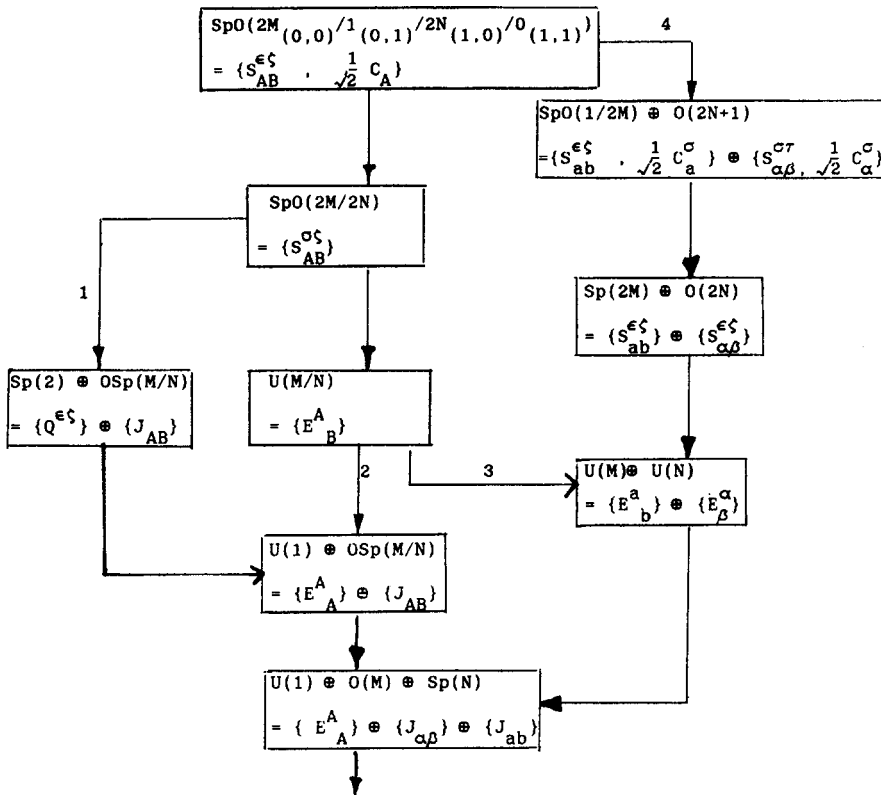 SpO(2M(0,0)/1(0,1)/2N(1,0)/0(1,1))
= {S^{εζ}_{AB} , 1/√2 C_A}
4
SpO(1/2M) ⊕ O(2N+1)
={S^{εζ}_{ab} , 1/√2 C^σ_a } ⊕ {S^{στ}_{αβ}, 1/√2 C^σ_α}
SpO(2M/2N)
= {S^{σζ}_{AB}}
1
Sp(2M) ⊕ O(2N)
= {S^{εζ}_{ab}} ⊕ {S^{εζ}_{αβ}}
Sp(2) ⊕ OSp(M/N)
= {Q^{εζ}} ⊕ {J_{AB}}
U(M/N)
= {E^A_B}
2
3
U(M)⊕ U(N)
= {E^a_b} ⊕ {E^α_β}
U(1) ⊕ OSp(M/N)
= {E^A_A} ⊕ {J_{AB}}
U(1) ⊕ O(M) ⊕ Sp(N)
= { E^A_A} ⊕ {J_{αβ}} ⊕ {J_{ab}}